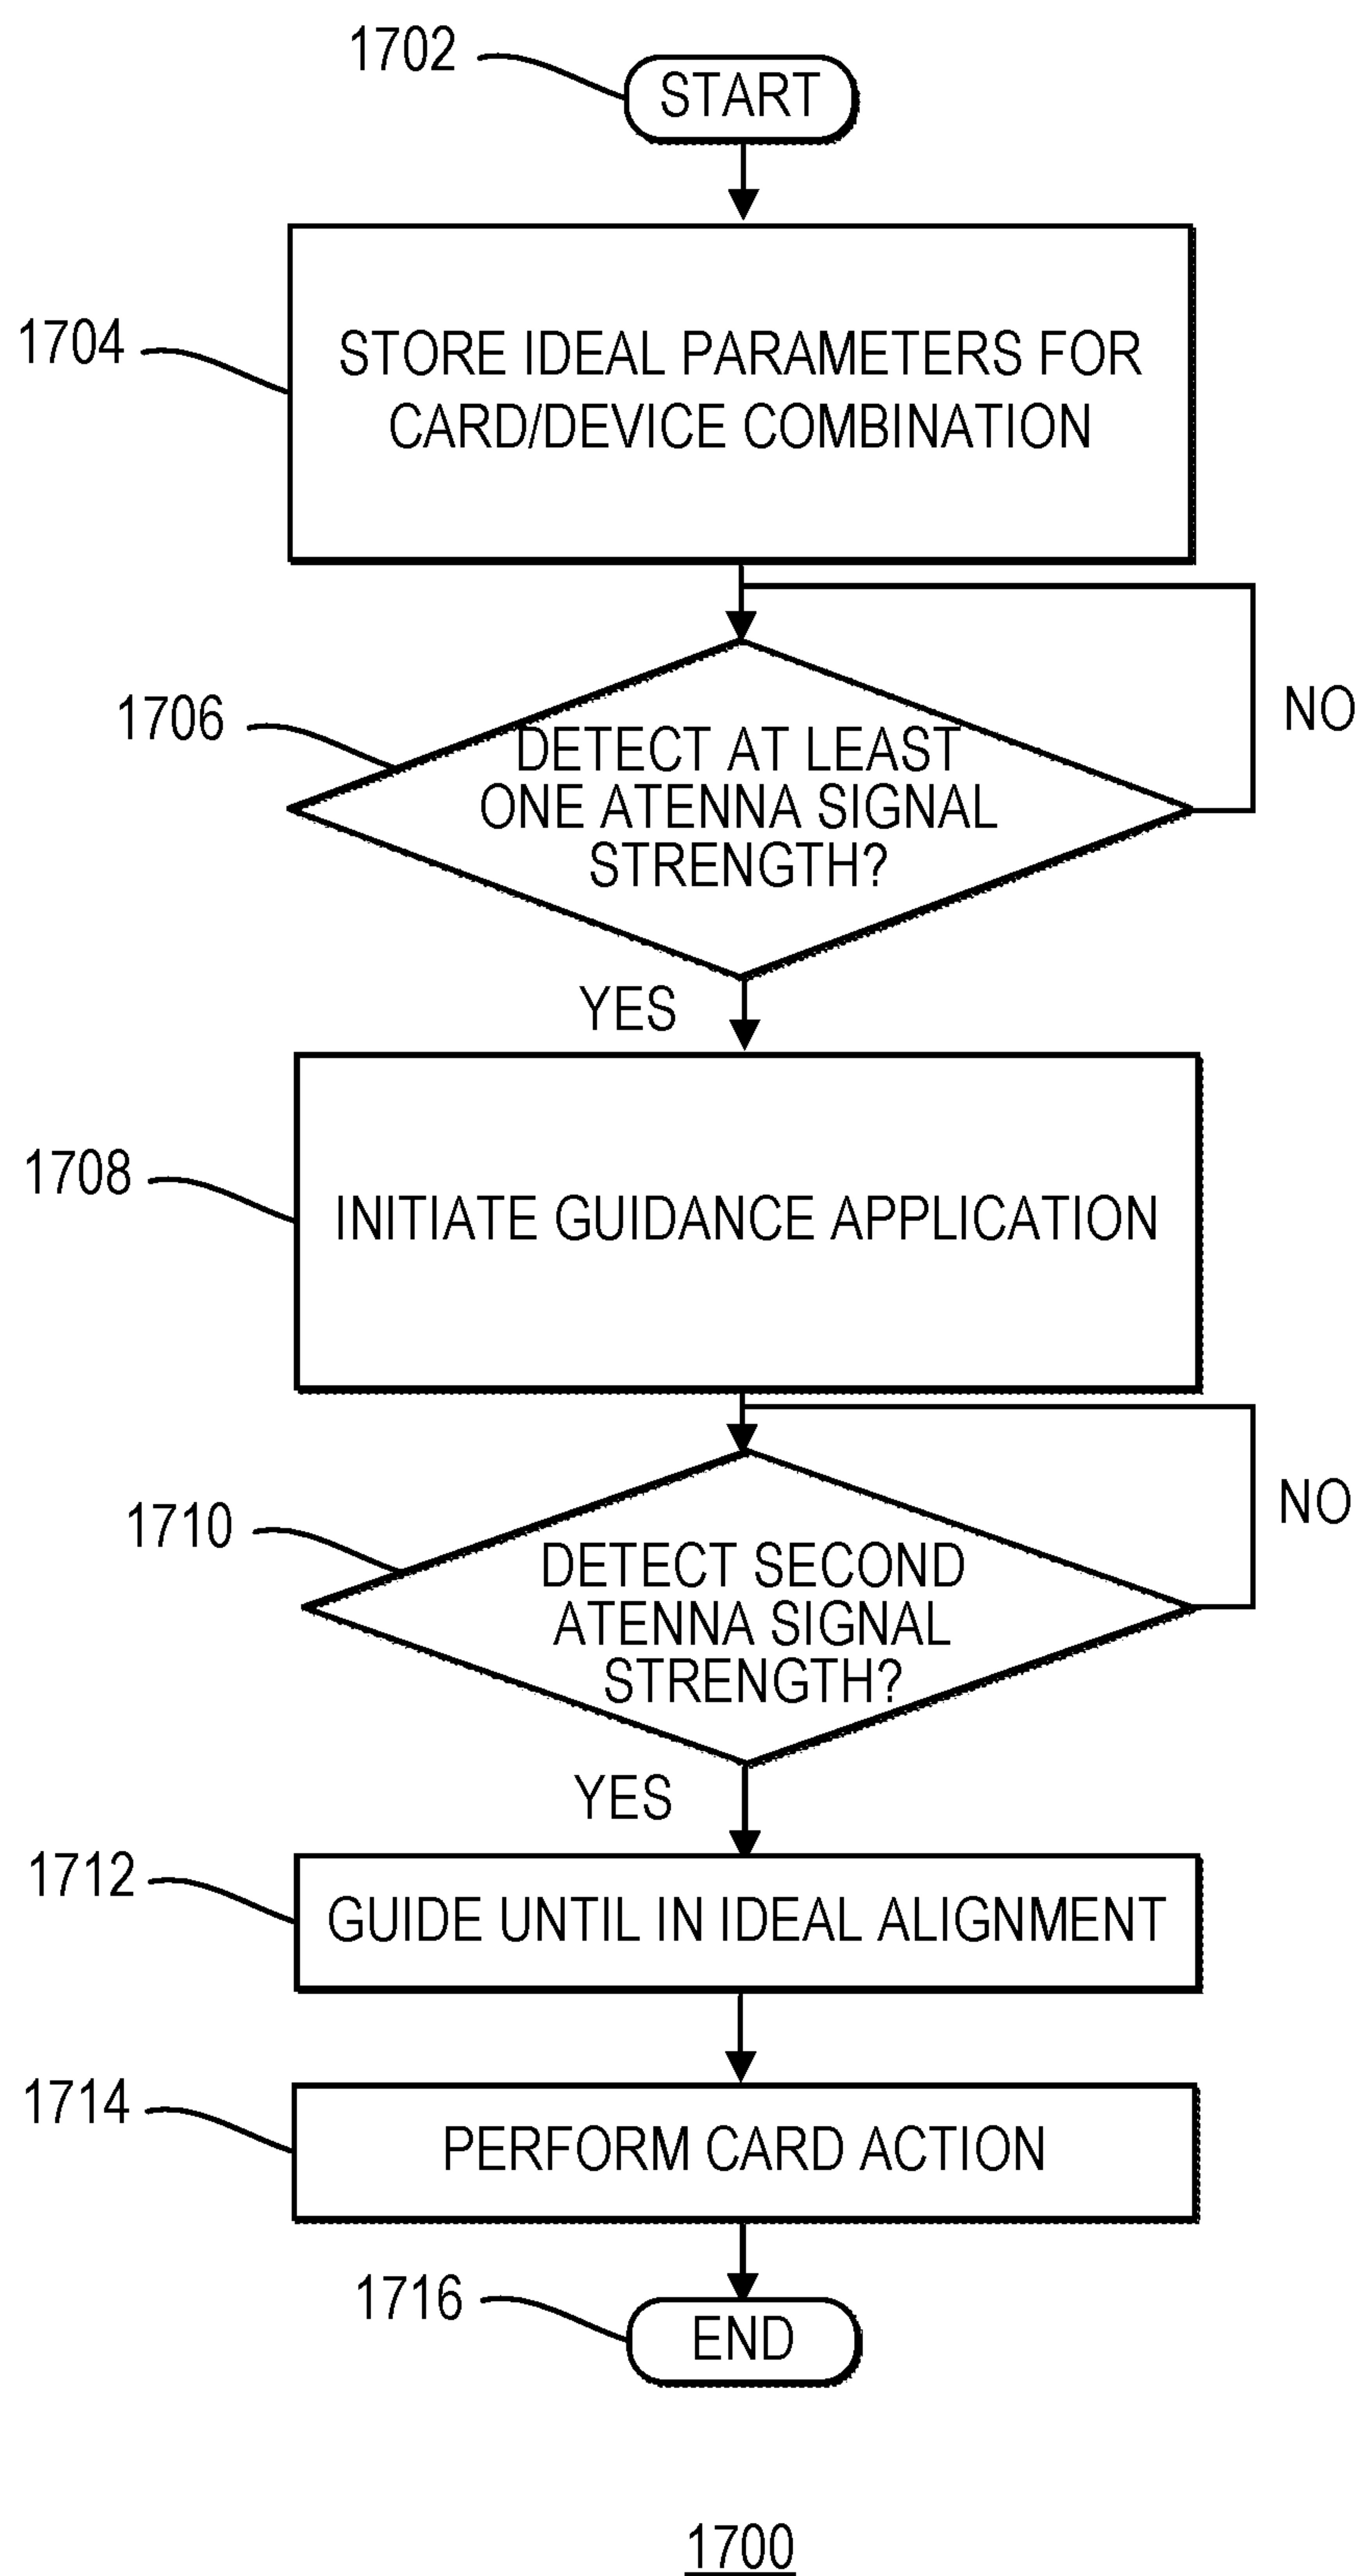 1702
START
1704
STORE IDEAL PARAMETERS FOR
CARD/DEVICE COMBINATION
1706
DETECT AT LEAST
ONE ATENNA SIGNAL
STRENGTH?
NO
YES
1708
INITIATE GUIDANCE APPLICATION
1710
DETECT SECOND
ATENNA SIGNAL
STRENGTH?
NO
YES
1712
GUIDE UNTIL IN IDEAL ALIGNMENT
1714
PERFORM CARD ACTION
1716
END
1700